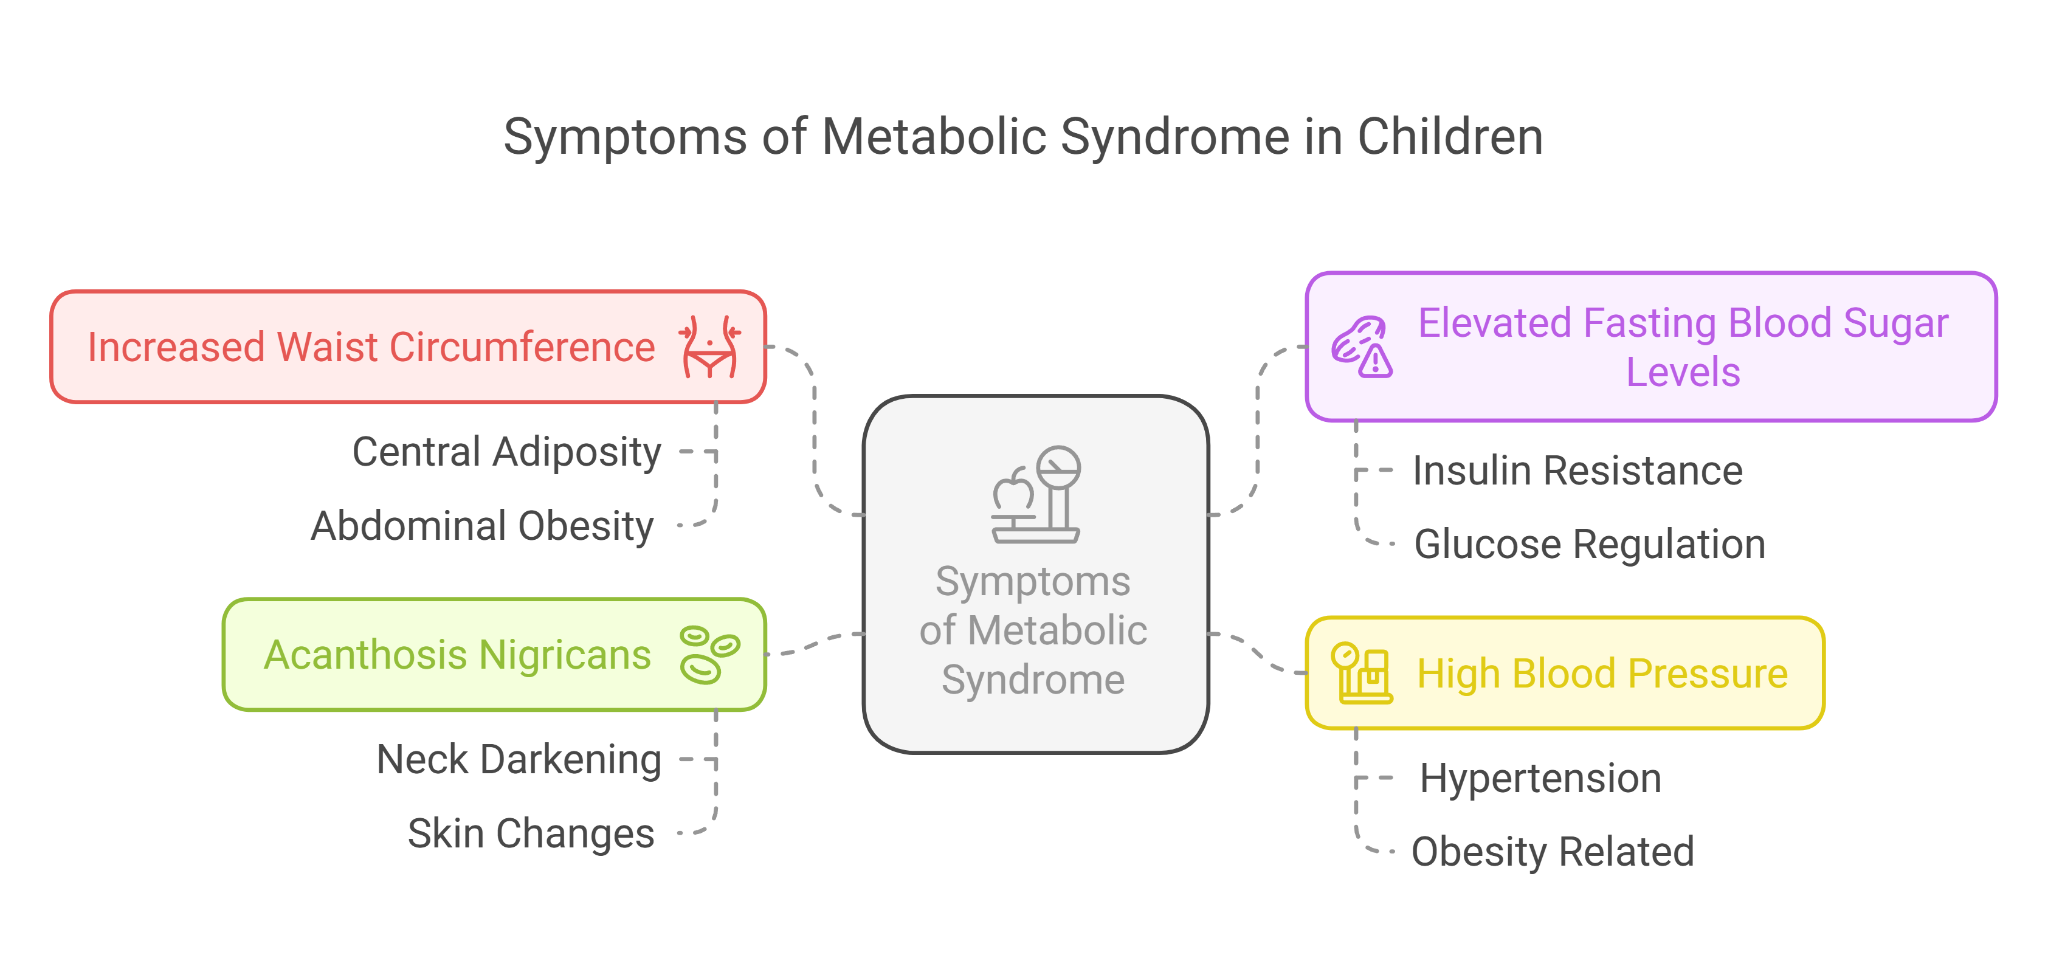 Symptoms of Metabolic Syndrome in Children
Increased Waist Circumference
Central Adiposity
Abdominal Obesity
Acanthosis Nigricans
Neck Darkening
Skin Changes
Symptoms
of Metabolic
Syndrome
Elevated Fasting Blood Sugar
Levels
Insulin Resistance
Glucose Regulation
High Blood Pressure
Hypertension
Obesity Related